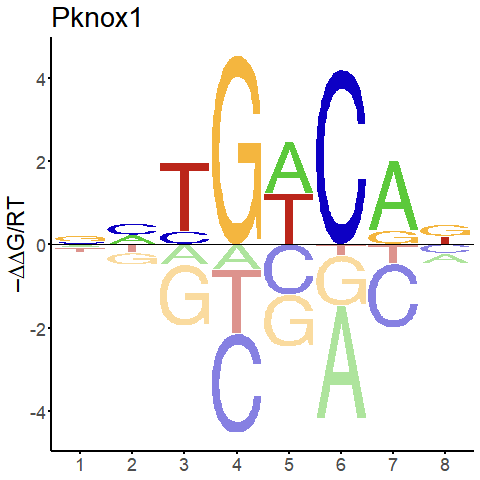 Pknox1
−ΔΔG/RT
4
2
0
-2
-4
G C A T
C A T G
T C A G
G A T C
A T C G
C T G A
A G T C
G T C A
1 2 3 4 5 6 7 8